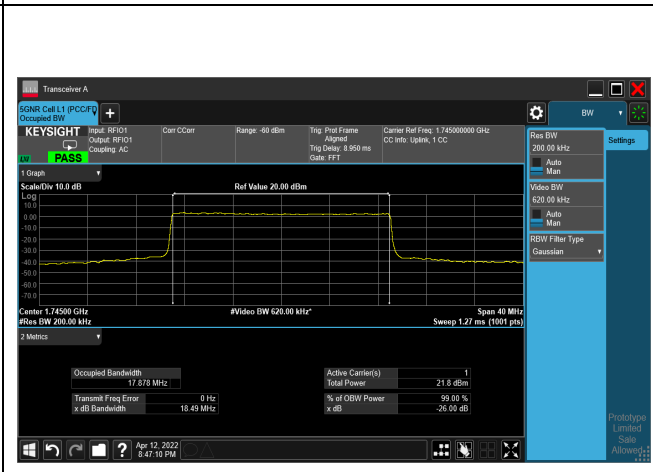 Transceiver A
5GNR Cell L1 (PCC/FD
Occupied BW
+
BW
KEYSIGHT
Input: RFIO1
Output: RFIO1
Coupling: AC
Corr CCorr
Range: -60 dBm
Trig: Prot Frame
Aligned
Trig Delay: 8.950 ms
Gate: FFT
Carrier Ref Freq: 1.745000000 GHz
CC Info: Uplink, 1 CC
LXI
PASS
Res BW
200.00 kHz
Auto
Man
Settings
Video BW
620.00 kHz
Auto
Man
RBW Filter Type
Gaussian
1 Graph
Scale/Div 10.0 dB
Ref Value 20.00 dBm
Log
10.0
0.00
-10.0
-20.0
-30.0
-40.0
-50.0
-60.0
-70.0
Center 1.74500 GHz
#Video BW 620.00 kHz*
Span 40 MHz
#Res BW 200.00 kHz
Sweep 1.27 ms (1001 pts)
2 Metrics
Occupied Bandwidth
17.878 MHz
Active Carrier(s) 1
Total Power 21.8 dBm
Transmit Freq Error 0 Hz
x dB Bandwidth 18.49 MHz
% of OBW Power 99.00 %
x dB -26.00 dB
Prototype
Limited
Sale
Allowed
?
Apr 12, 2022
8:47:10 PM